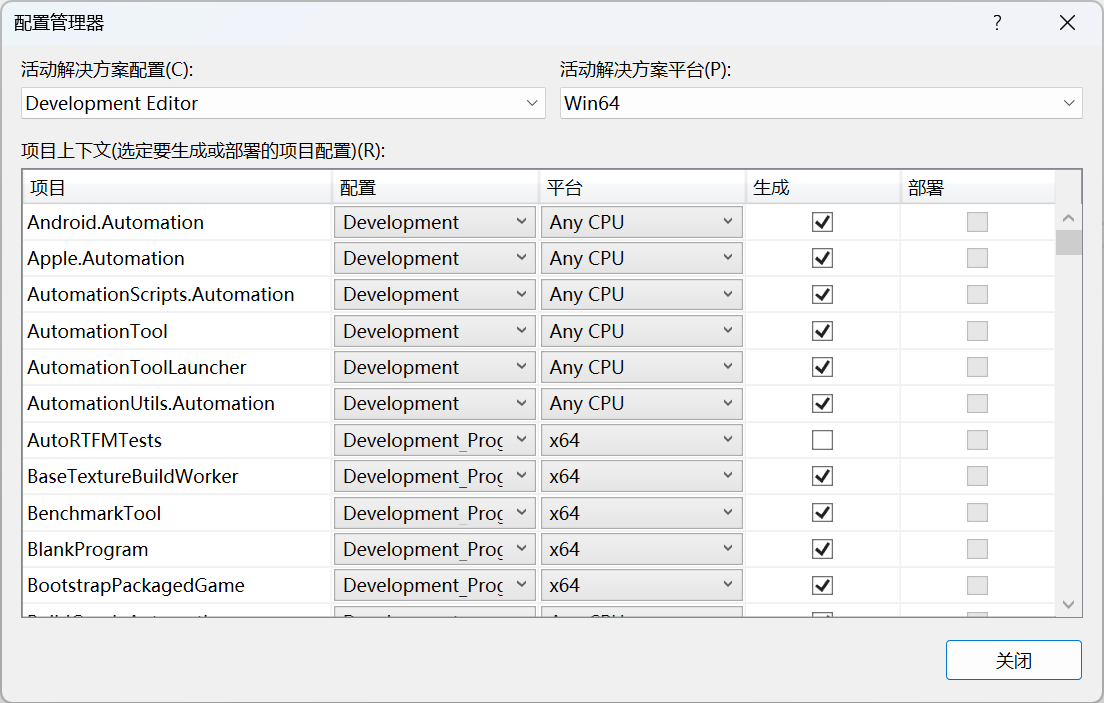 配置管理器
活动解决方案配置(C):
活动解决方案平台(P):
Development Editor
Win64
项目上下文(选定要生成或部署的项目配置)(R):
项目 配置 平台 生成 部署
Android.Automation Development Any CPU
Apple.Automation Development Any CPU
AutomationScripts.Automation Development Any CPU
AutomationTool Development Any CPU
AutomationToolLauncher Development Any CPU
AutomationUtils.Automation Development Any CPU
AutoRTFMTests Development_Prog x64
BaseTextureBuildWorker Development_Prog x64
BenchmarkTool Development_Prog x64
BlankProgram Development_Prog x64
BootstrapPackagedGame Development_Prog x64
关闭